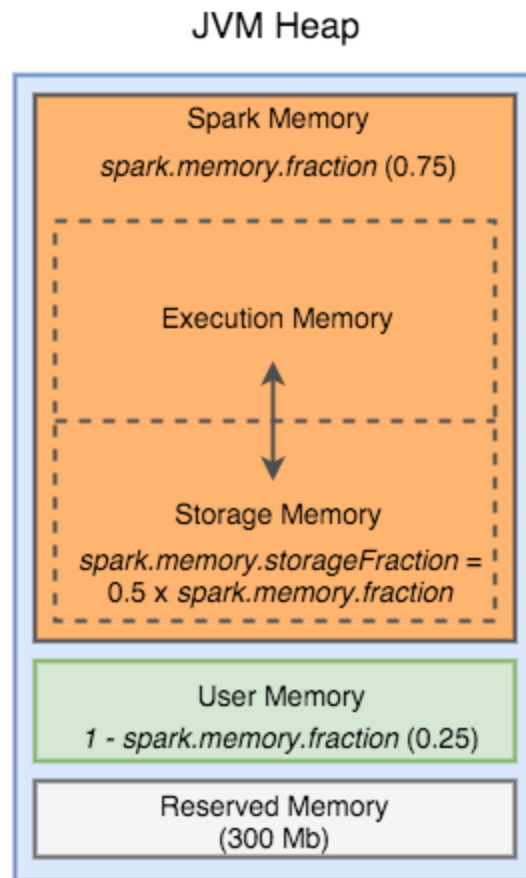 JVM Heap
Spark Memory
spark.memory.fraction (0.75)
Execution Memory
Storage Memory
spark.memory.storageFraction =
0.5 x spark.memory.fraction
User Memory
1 - spark.memory.fraction (0.25)
Reserved Memory
(300 Mb)